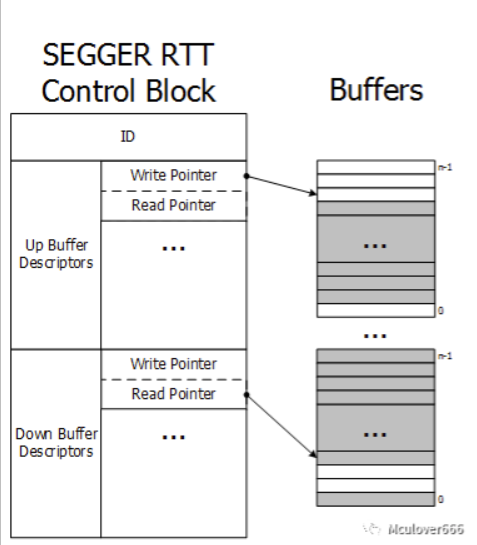 SEGGER RTT
Control Block
Buffers
ID
Up Buffer
Descriptors
Write Pointer
Read Pointer
...
n-1
...
0
...
Down Buffer
Descriptors
Write Pointer
Read Pointer
...
n-1
...
0
Mculover666